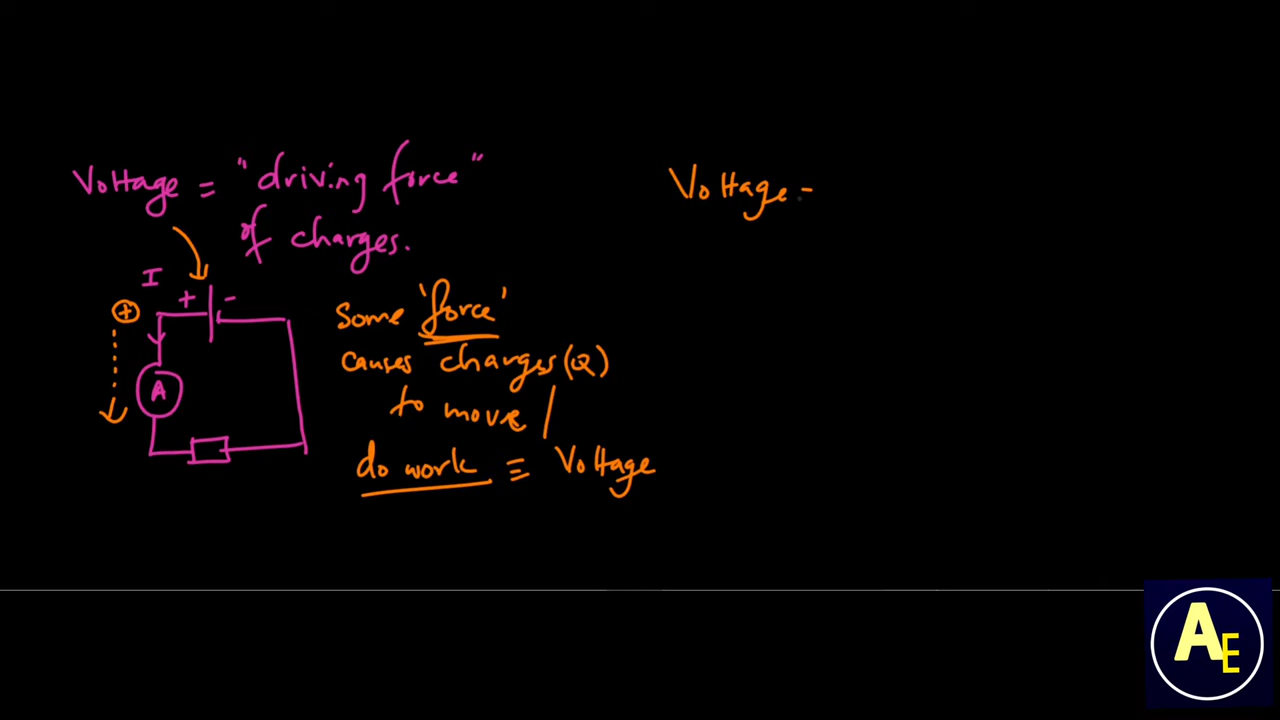 Voltage = "driving force"
of charges.
I
+ -
+
A
Some 'force'
causes charges (Q)
to move /
do work ≡ Voltage
Voltage -
AE